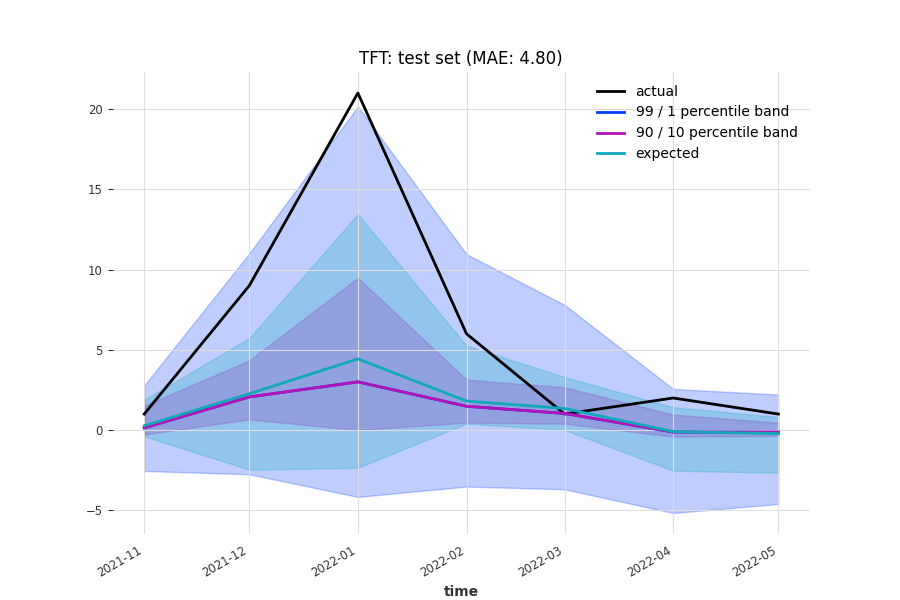 TFT: test set (MAE: 4.80)
actual
99 / 1 percentile band
90 / 10 percentile band
expected
20
15
10
5
0
−5
2021-11
2021-12
2022-01
2022-02
2022-03
2022-04
2022-05
time